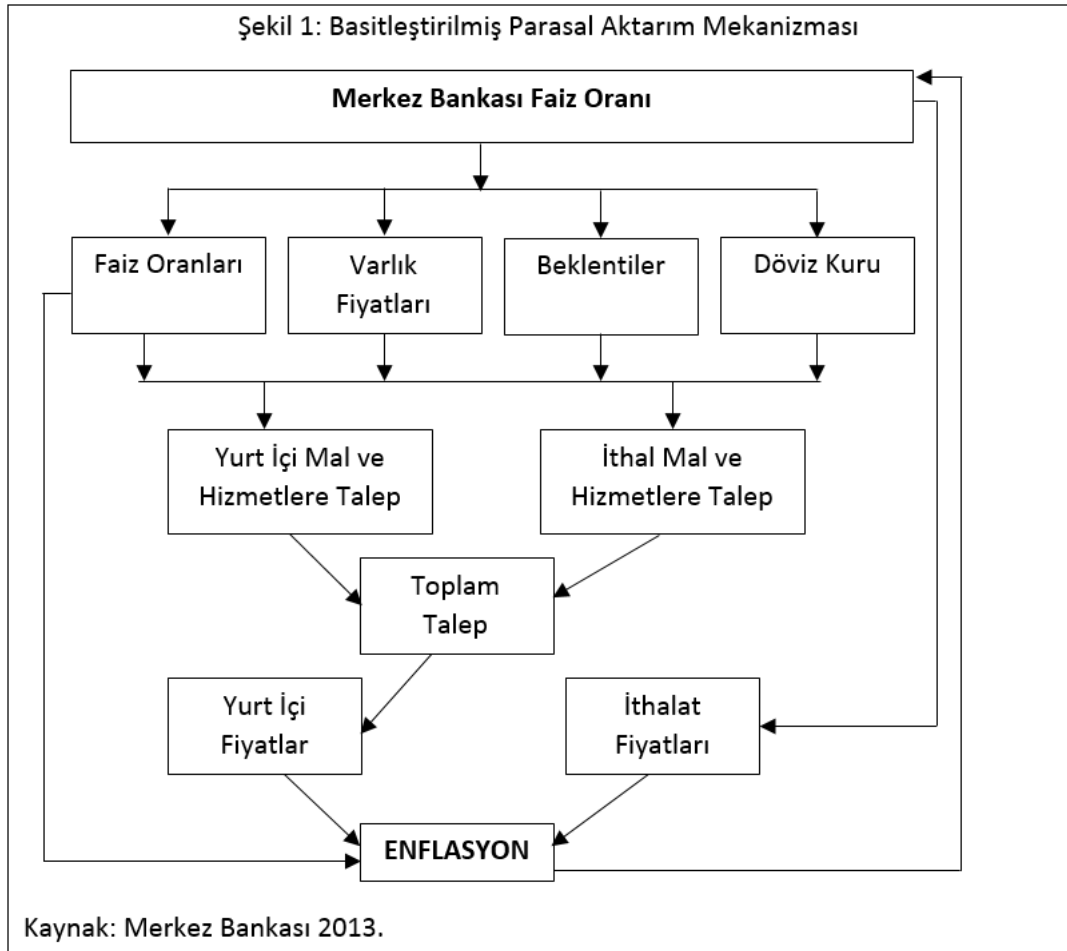 Şekil 1: Basitleştirilmiş Parasal Aktarım Mekanizması
Merkez Bankası Faiz Oranı
Faiz Oranları
Varlık
Fiyatları
Beklentiler
Döviz Kuru
Yurt İçi Mal ve
Hizmetlere Talep
İthal Mal ve
Hizmetlere Talep
Toplam
Talep
Yurt İçi
Fiyatlar
İthalat
Fiyatları
ENFLASYON
Kaynak: Merkez Bankası 2013.